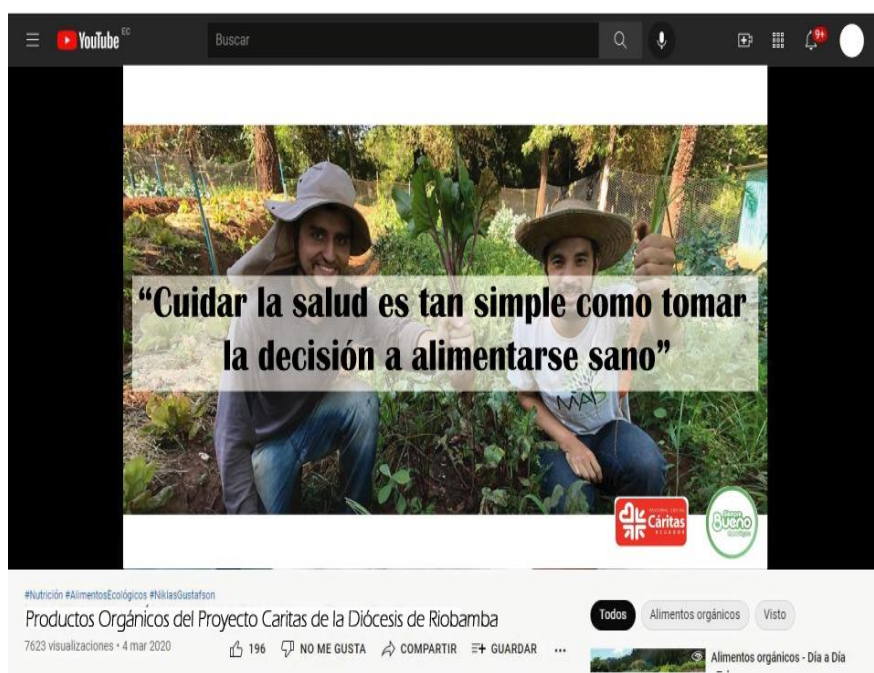 YouTube EC
Buscar
9+
“Cuidar la salud es tan simple como tomar
la decisión a alimentarse sano”
MAP
Cáritas
ECUADOR
Bueno
#Nutrición #AlimentosEcológicos #NiklasGustafson
Productos Orgánicos del Proyecto Caritas de la Diócesis de Riobamba
7623 visualizaciones • 4 mar 2020
196
NO ME GUSTA
COMPARTIR
GUARDAR
Todos
Alimentos orgánicos
Visto
Alimentos orgánicos - Día a Día